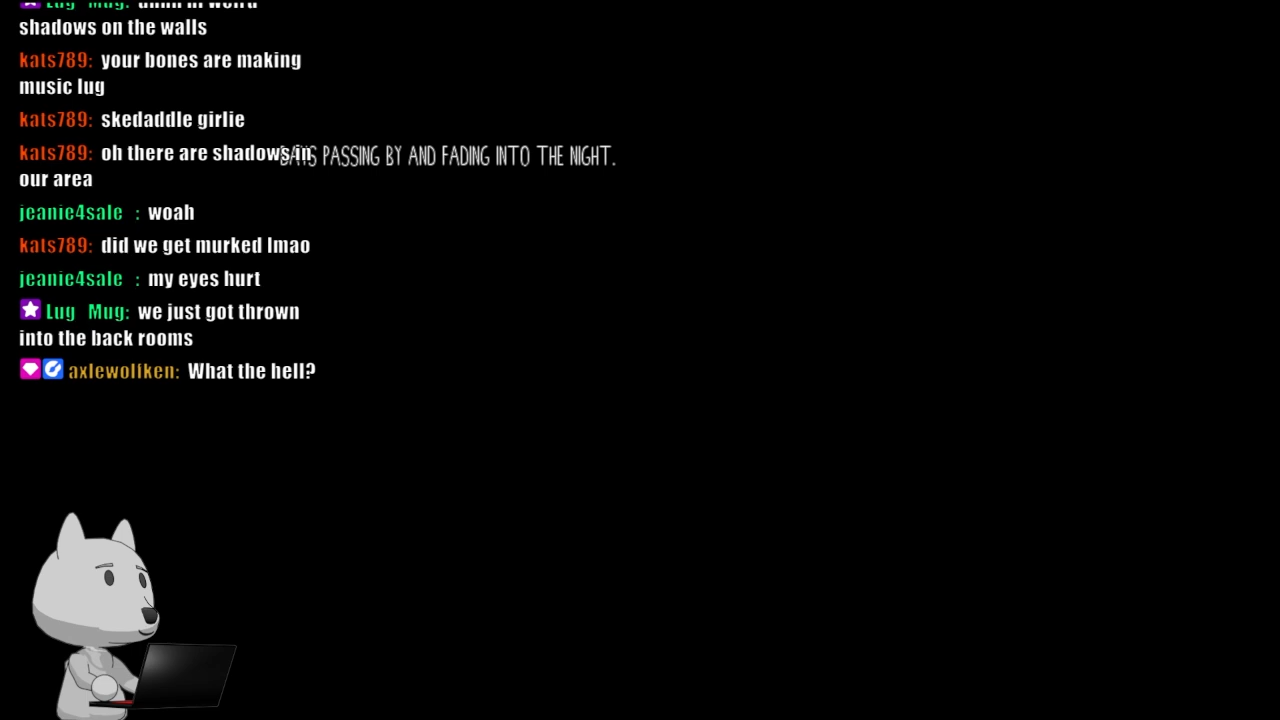 shadows on the walls
kats789: your bones are making
music lug
kats789: skedaddle girlie
kats789: oh there are shadows in
our area
PASSING BY AND FADING INTO THE NIGHT.
jeanie4sale : woah
kats789: did we get murked lmao
jeanie4sale : my eyes hurt
Lug Mug: we just got thrown
into the back rooms
axlewolfken: What the hell?